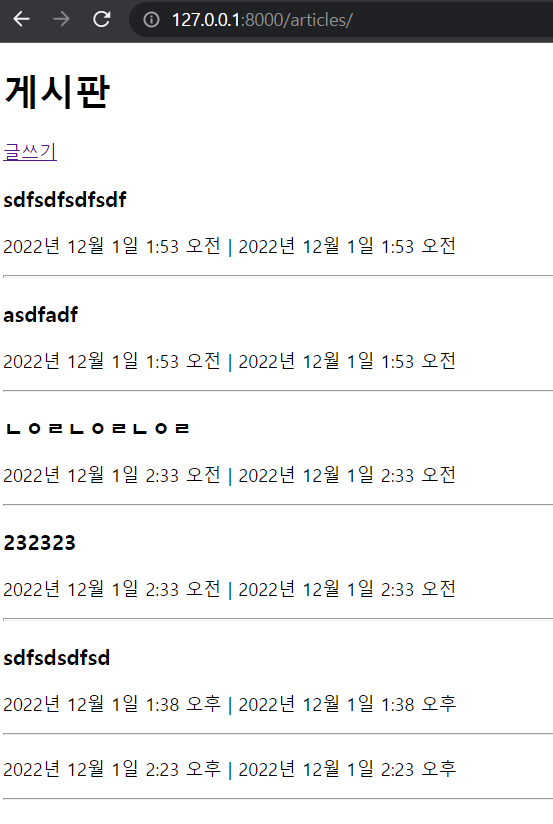 127.0.0.1:8000/articles/
게시판
글쓰기
sdfsdfsdfsdf
2022년 12월 1일 1:53 오전 | 2022년 12월 1일 1:53 오전
asdfadf
2022년 12월 1일 1:53 오전 | 2022년 12월 1일 1:53 오전
ㄴㅇㄹㄴㅇㄹㄴㅇㄹ
2022년 12월 1일 2:33 오전 | 2022년 12월 1일 2:33 오전
232323
2022년 12월 1일 2:33 오전 | 2022년 12월 1일 2:33 오전
sdfsdsdfsd
2022년 12월 1일 1:38 오후 | 2022년 12월 1일 1:38 오후
2022년 12월 1일 2:23 오후 | 2022년 12월 1일 2:23 오후